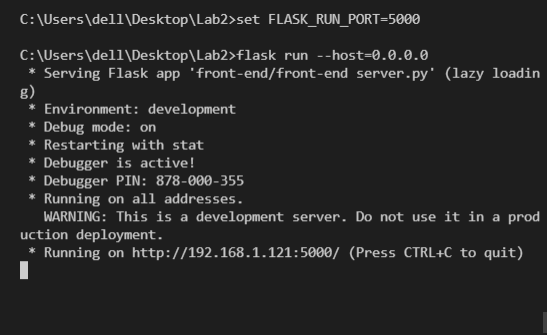 C:\Users\dell\Desktop\Lab2>set FLASK_RUN_PORT=5000
C:\Users\dell\Desktop\Lab2>flask run --host=0.0.0.0
* Serving Flask app 'front-end/front-end server.py' (lazy loadin
g)
* Environment: development
* Debug mode: on
* Restarting with stat
* Debugger is active!
* Debugger PIN: 878-000-355
* Running on all addresses.
WARNING: This is a development server. Do not use it in a prod
uction deployment.
* Running on http://192.168.1.121:5000/ (Press CTRL+C to quit)